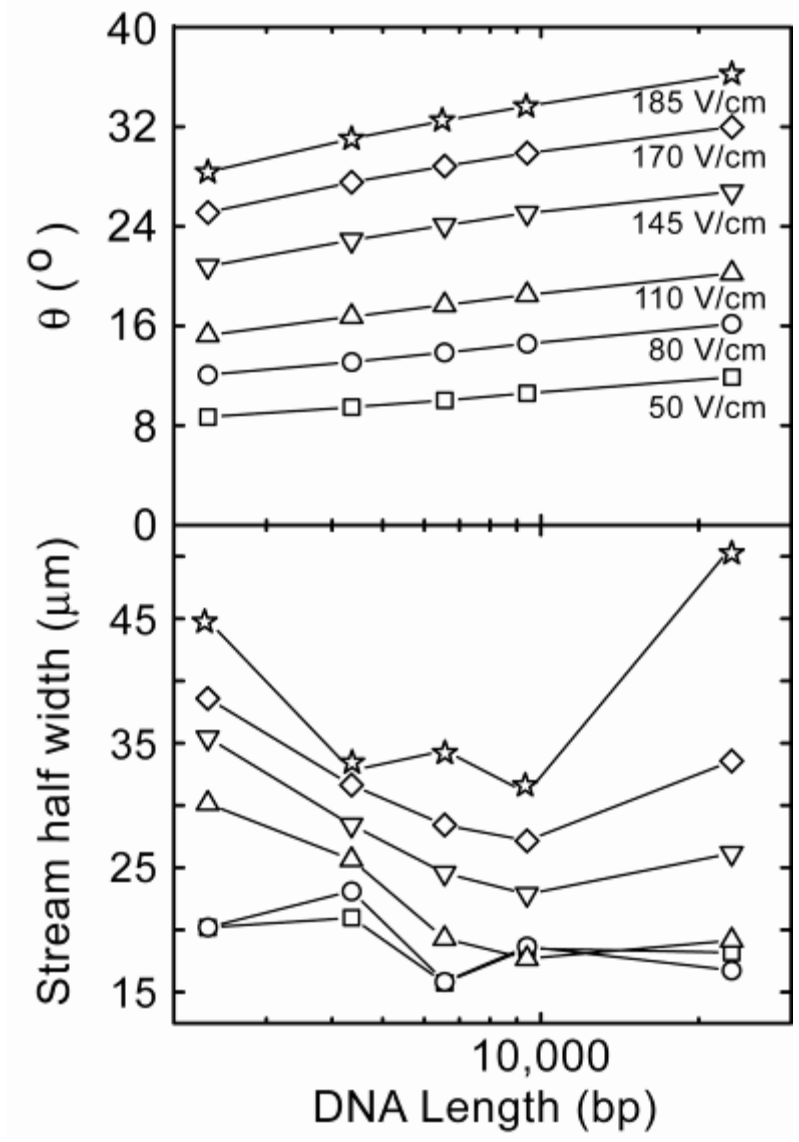 40
32
24
16
8
0
θ (°)
185 V/cm
170 V/cm
145 V/cm
110 V/cm
80 V/cm
50 V/cm
45
35
25
15
Stream half width (μm)
10,000
DNA Length (bp)